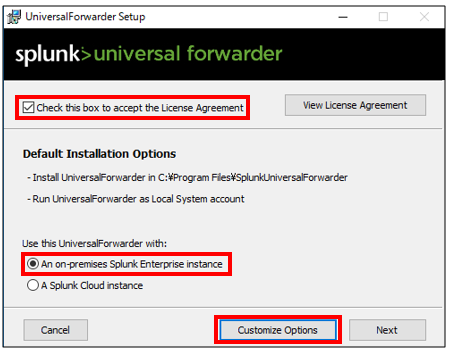 UniversalForwarder Setup
splunk>universal forwarder
Check this box to accept the License Agreement
View License Agreement
Default Installation Options
- Install UniversalForwarder in C:¥Program Files¥SplunkUniversalForwarder
- Run UniversalForwarder as Local System account
Use this UniversalForwarder with:
An on-premises Splunk Enterprise instance
A Splunk Cloud instance
Cancel
Customize Options
Next